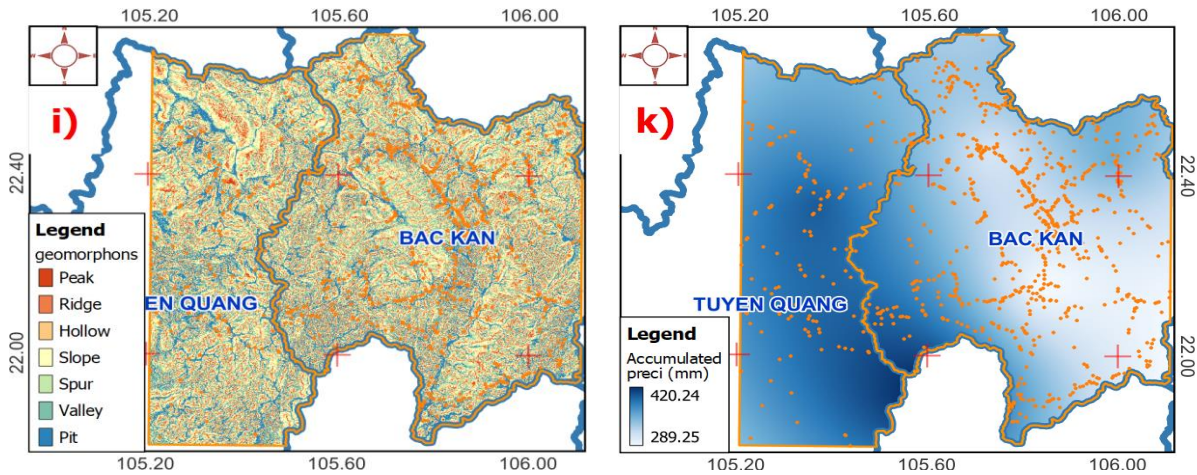 105.20 105.60 106.00
i)
22.40
22.00
Legend
geomorphons
Peak
Ridge
Hollow
Slope
Spur
Valley
Pit
BAC KAN
EN QUANG
105.20 105.60 106.00
105.20 105.60 106.00
k)
22.40
22.00
BAC KAN
TUYEN QUANG
Legend
Accumulated
preci (mm)
420.24
289.25
105.20 105.60 106.00